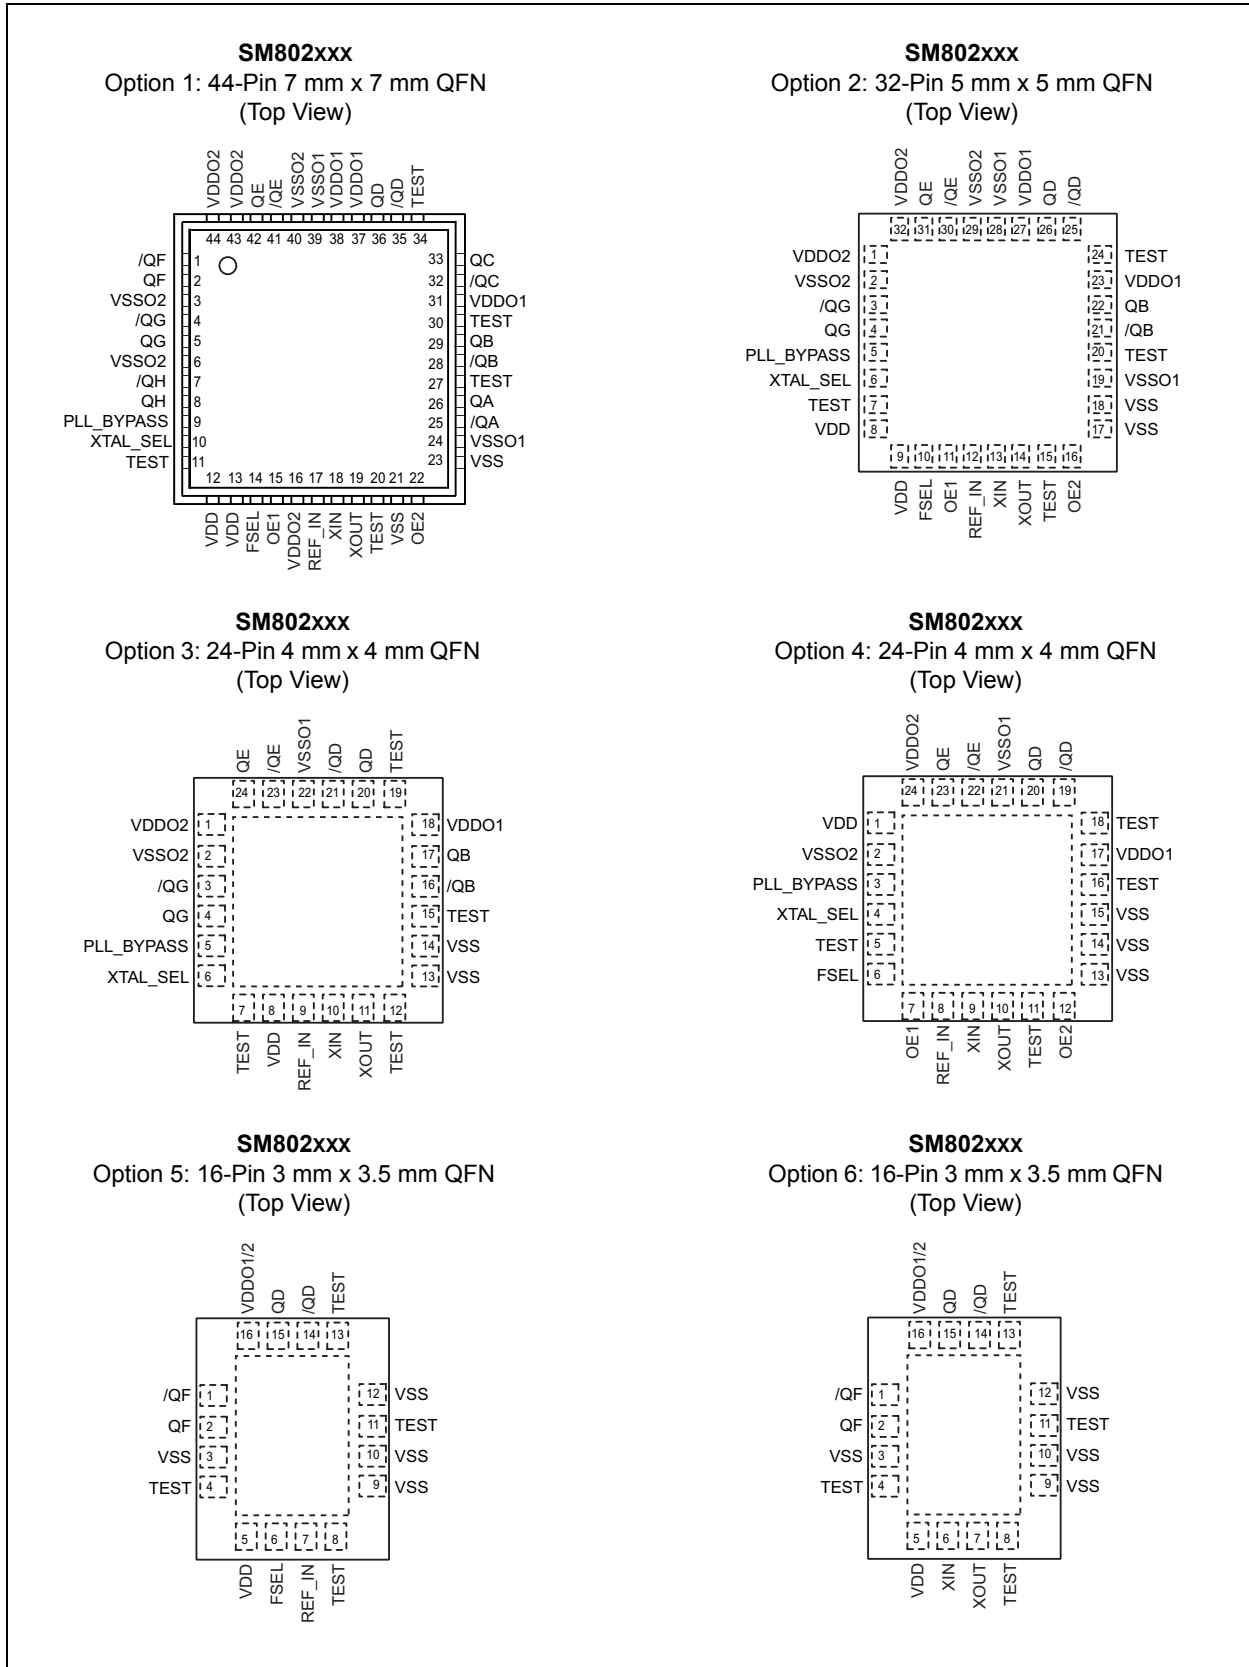 SM802xxx
Option 1: 44-Pin 7 mm x 7 mm QFN
(Top View)
VDDO2 VDDO2 QE /QE VSSO2 VSSO1 VDDO1 VDDO1 QD /QD TEST
44 43 42 41 40 39 38 37 36 35 34
/QF 1 33 QC
QF 2 32 /QC
VSSO2 3 31 VDDO1
/QG 4 30 TEST
QG 5 29 QB
VSSO2 6 28 /QB
/QH 7 27 TEST
QH 8 26 QA
PLL_BYPASS 9 25 /QA
XTAL_SEL 10 24 VSSO1
TEST 11 23 VSS
12 13 14 15 16 17 18 19 20 21 22
VDD VDD FSEL OE1 VDDO2 REF_IN XIN XOUT TEST VSS OE2
SM802xxx
Option 2: 32-Pin 5 mm x 5 mm QFN
(Top View)
VDDO2 QE /QE VSSO2 VSSO1 VDDO1 QD /QD
32 31 30 29 28 27 26 25
VDDO2 1 24 TEST
VSSO2 2 23 VDDO1
/QG 3 22 QB
QG 4 21 /QB
PLL_BYPASS 5 20 TEST
XTAL_SEL 6 19 VSSO1
TEST 7 18 VSS
VDD 8 17 VSS
9 10 11 12 13 14 15 16
VDD FSEL OE1 REF_IN XIN XOUT TEST OE2
SM802xxx
Option 3: 24-Pin 4 mm x 4 mm QFN
(Top View)
QE /QE VSSO1 /QD QD TEST
24 23 22 21 20 19
VDDO2 1 18 VDDO1
VSSO2 2 17 QB
/QG 3 16 /QB
QG 4 15 TEST
PLL_BYPASS 5 14 VSS
XTAL_SEL 6 13 VSS
7 8 9 10 11 12
TEST VDD REF_IN XIN XOUT TEST
SM802xxx
Option 4: 24-Pin 4 mm x 4 mm QFN
(Top View)
VDDO2 QE /QE VSSO1 QD /QD
24 23 22 21 20 19
VDD 1 18 TEST
VSSO2 2 17 VDDO1
PLL_BYPASS 3 16 TEST
XTAL_SEL 4 15 VSS
TEST 5 14 VSS
FSEL 6 13 VSS
7 8 9 10 11 12
OE1 REF_IN XIN XOUT TEST OE2
SM802xxx
Option 5: 16-Pin 3 mm x 3.5 mm QFN
(Top View)
VDDO1/2 QD /QD TEST
16 15 14 13
/QF 1 12 VSS
QF 2 11 TEST
VSS 3 10 VSS
TEST 4 9 VSS
5 6 7 8
VDD FSEL REF_IN TEST
SM802xxx
Option 6: 16-Pin 3 mm x 3.5 mm QFN
(Top View)
VDDO1/2 QD /QD TEST
16 15 14 13
/QF 1 12 VSS
QF 2 11 TEST
VSS 3 10 VSS
TEST 4 9 VSS
5 6 7 8
VDD XIN XOUT TEST